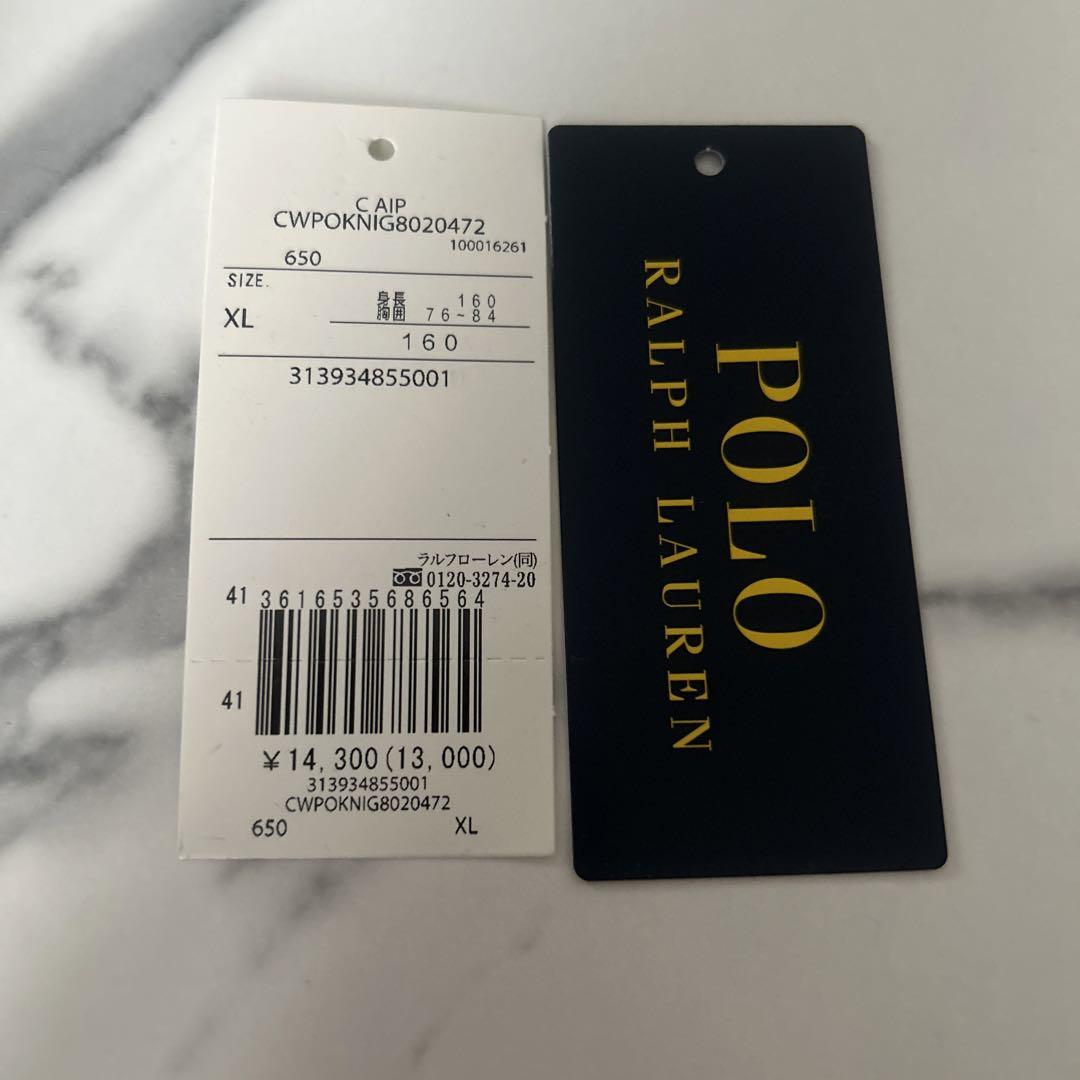 C AIP
CWPOKNIG8020472
100016261
650
SIZE.
XL
身長 160
胸囲 76~84
160
313934855001
ラルフローレン(同)
0120-3274-20
41 3616535686564
41
¥14,300(13,000)
313934855001
CWPOKNIG8020472
650 XL
POLO
RALPH LAUREN